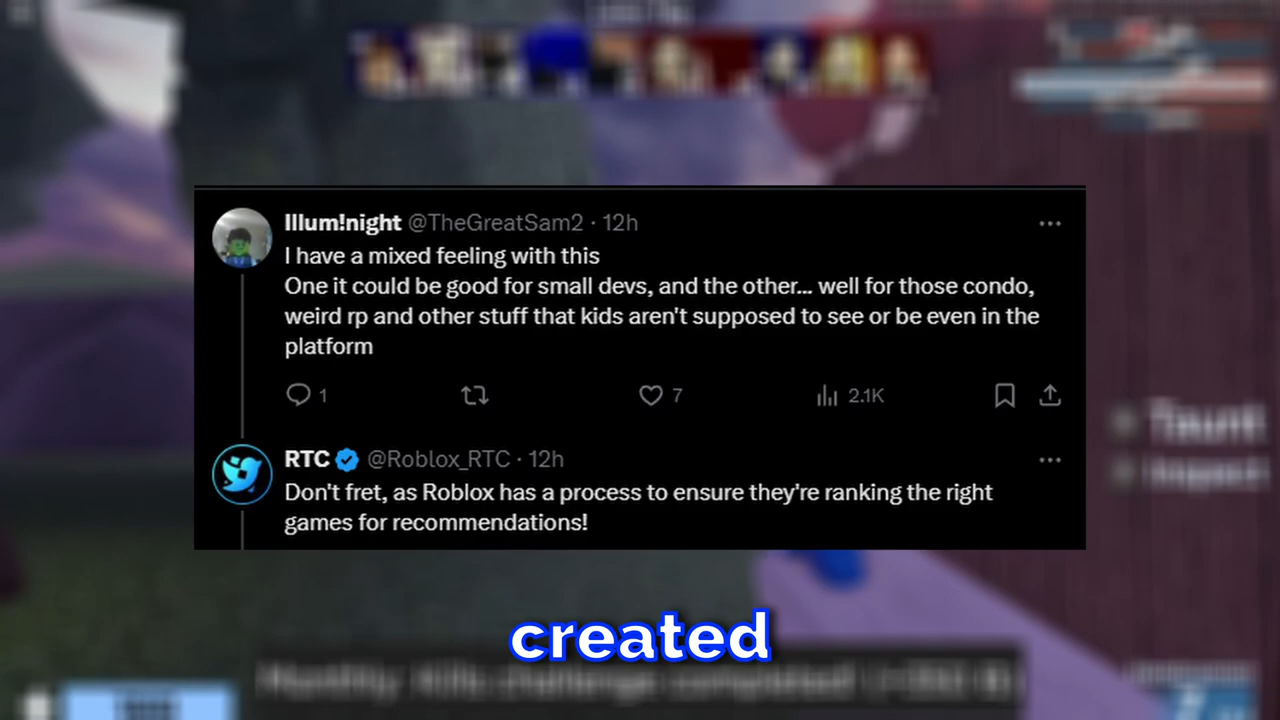 Illum!night @TheGreatSam2 · 12h
I have a mixed feeling with this
One it could be good for small devs, and the other... well for those condo,
weird rp and other stuff that kids aren't supposed to see or be even in the
platform
1 7 2.1K
RTC @Roblox_RTC · 12h
Don't fret, as Roblox has a process to ensure they're ranking the right
games for recommendations!
Taunt
Inspect
created